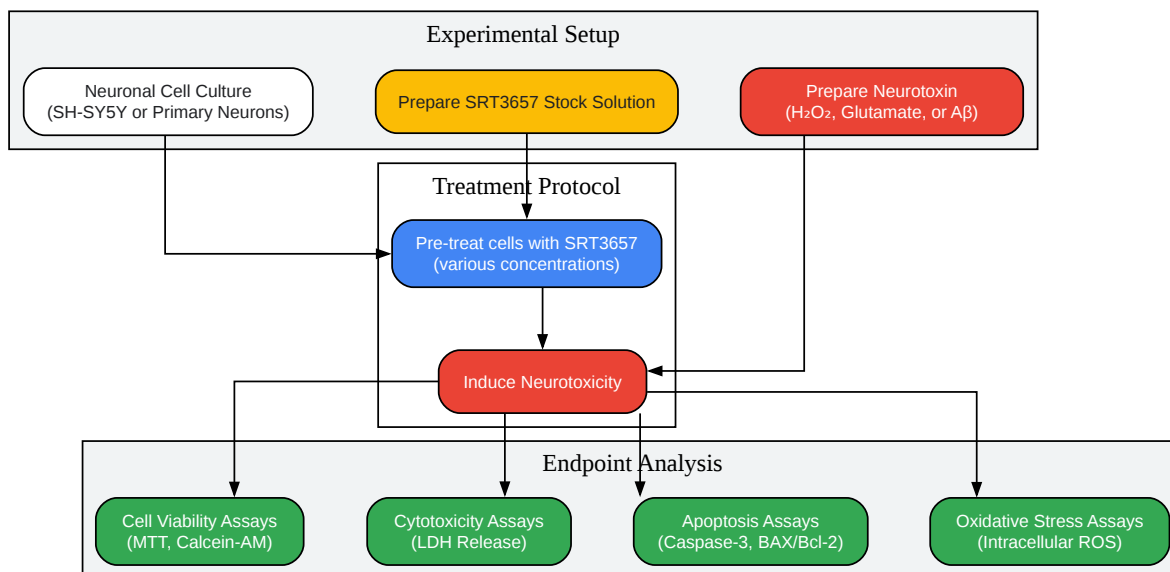 Experimental Setup
Neuronal Cell Culture
(SH-SY5Y or Primary Neurons)
Prepare SRT3657 Stock Solution
Prepare Neurotoxin
(H₂O₂, Glutamate, or Aβ)
Treatment Protocol
Pre-treat cells with SRT3657
(various concentrations)
Induce Neurotoxicity
Endpoint Analysis
Cell Viability Assays
(MTT, Calcein-AM)
Cytotoxicity Assays
(LDH Release)
Apoptosis Assays
(Caspase-3, BAX/Bcl-2)
Oxidative Stress Assays
(Intracellular ROS)